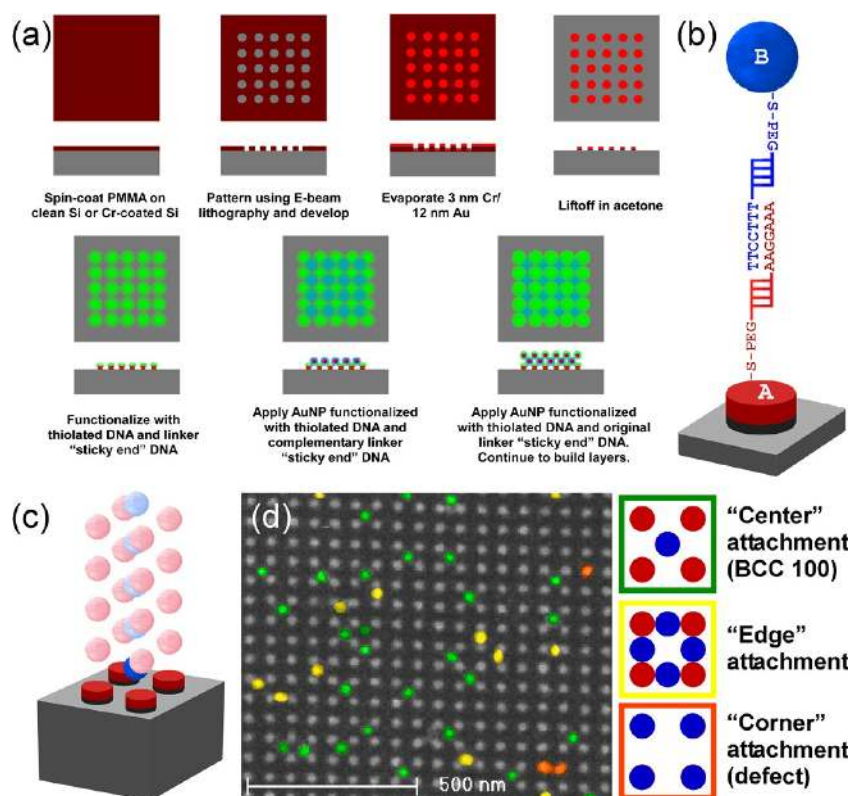 (a)
Spin-coat PMMA on
clean Si or Cr-coated Si
Pattern using E-beam
lithography and develop
Evaporate 3 nm Cr/
12 nm Au
Liftoff in acetone
Functionalize with
thiolated DNA and linker
“sticky end” DNA
Apply AuNP functionalized
with thiolated DNA and
complementary linker
“sticky end” DNA
Apply AuNP functionalized
with thiolated DNA and original
linker “sticky end” DNA.
Continue to build layers.
(b)
B
-S-PEG-
TTCCTTT
AAGGAAA
-S-PEG-
A
(c)
(d)
500 nm
“Center”
attachment
(BCC 100)
“Edge”
attachment
“Corner”
attachment
(defect)